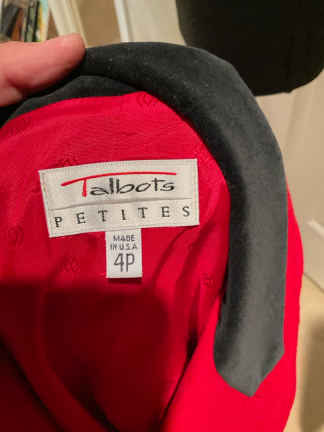 Talbots
PETITES
MADE
IN U.S.A
4P